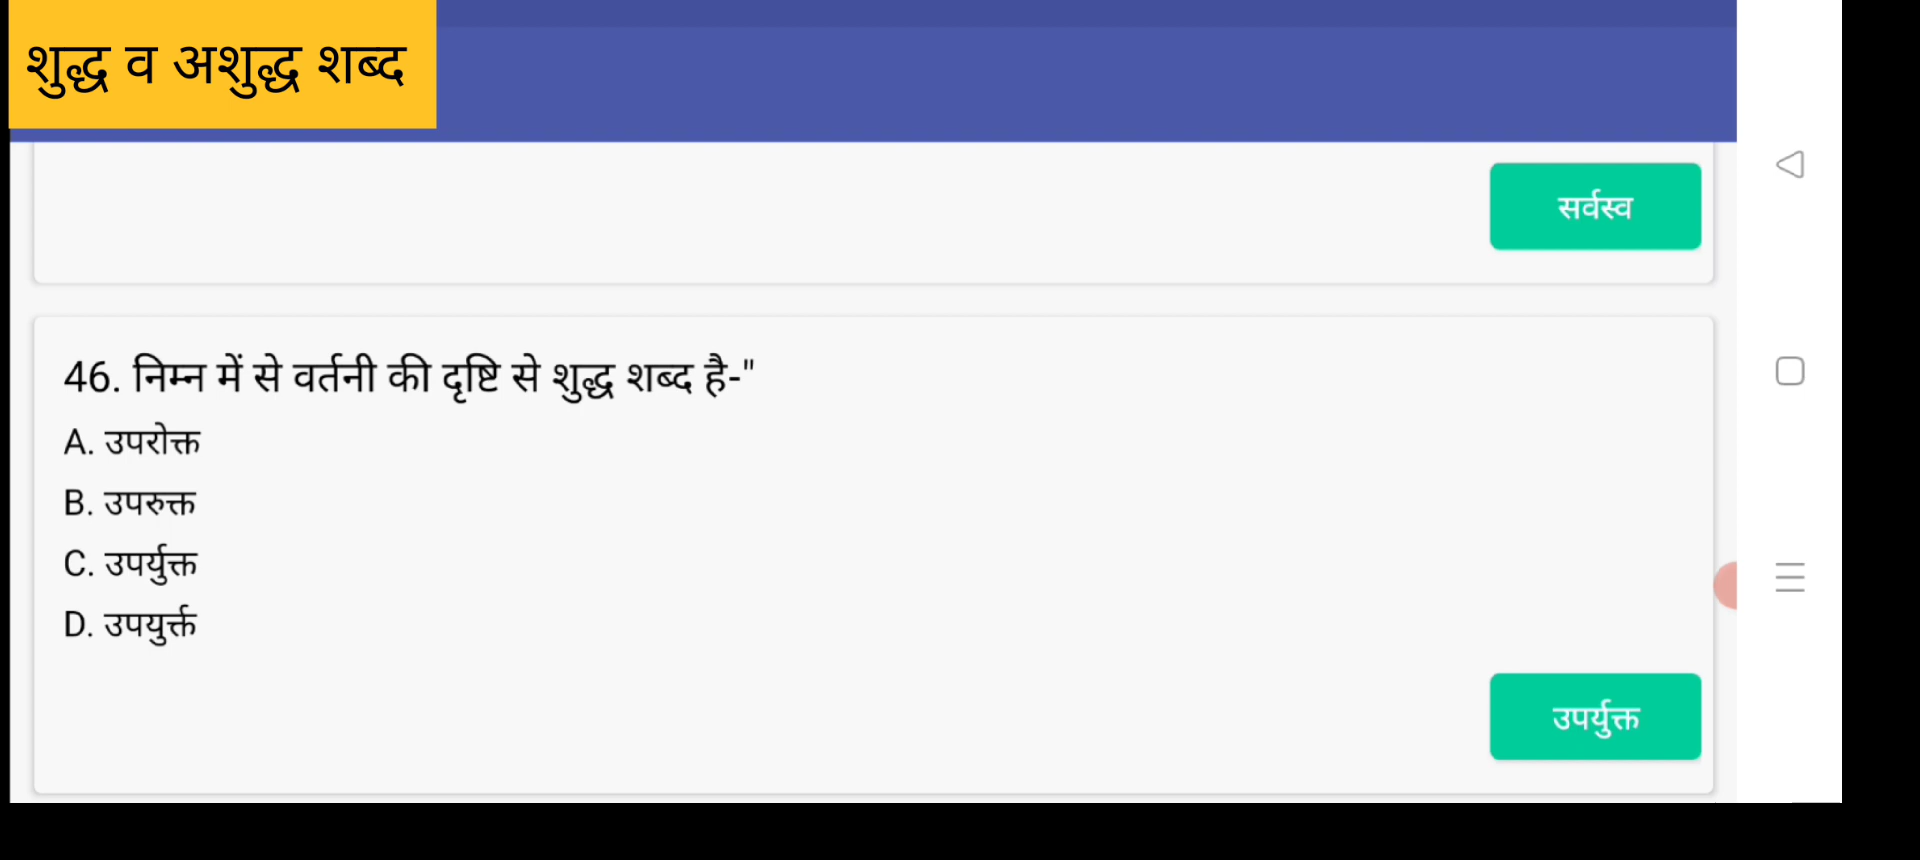 शुद्ध व अशुद्ध शब्द
सर्वस्व
46. निम्न में से वर्तनी की दृष्टि से शुद्ध शब्द है-"
A. उपरोक्त
B. उपरुक्त
C. उपर्युक्त
D. उपयुर्क्त
उपर्युक्त